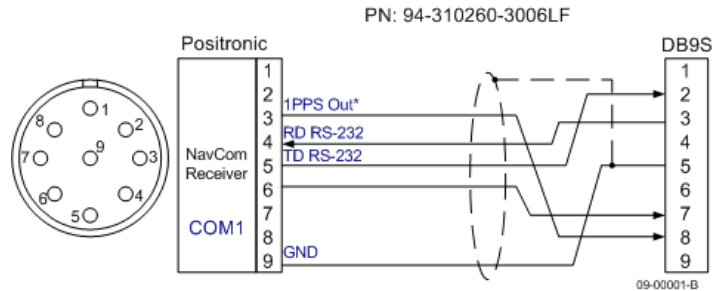 PN: 94-310260-3006LF
Positronic
DB9S
1
2
3
4
5
6
7
8
9
NavCom
Receiver
COM1
1
2
3
4
5
6
7
8
9
1PPS Out*
RD RS-232
TD RS-232
GND
1
2
3
4
5
6
7
8
9
09-00001-B